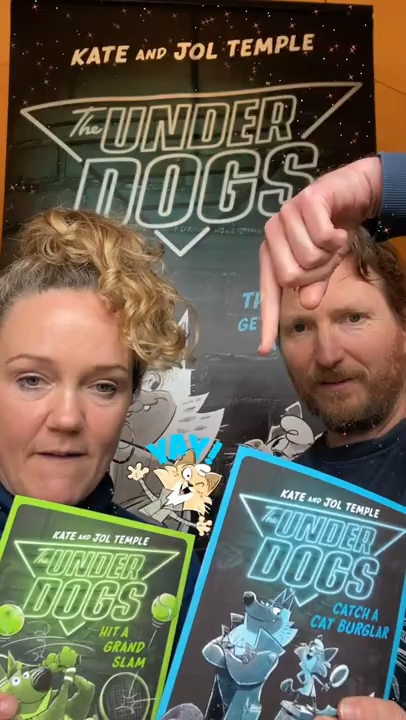 KATE AND JOL TEMPLE
The UNDER
DOGS
GET
YAY!
KATE AND JOL TEMPLE
The UNDER
DOGS
HIT A
GRAND
SLAM
KATE AND JOL TEMPLE
The UNDER
DOGS
CATCH A
CAT BURGLAR